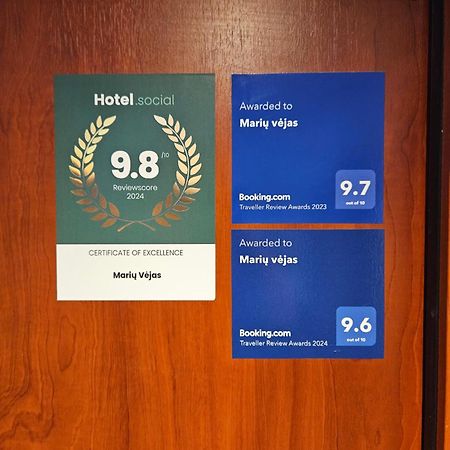 Hotel.social
9.8 /10
Reviewscore
2024
CERTIFICATE OF EXCELLENCE
Marių Vėjas
Awarded to
Marių vėjas
Booking.com
Traveller Review Awards 2023
9.7
out of 10
Awarded to
Marių vėjas
Booking.com
Traveller Review Awards 2024
9.6
out of 10